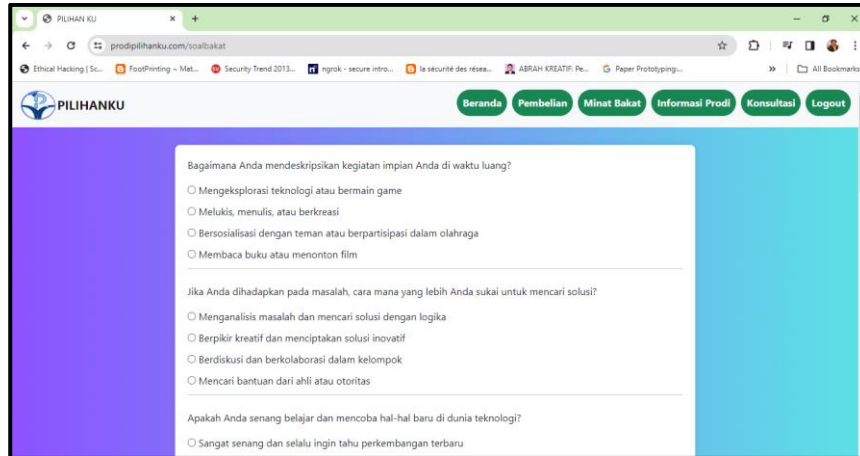 PILIHAN KU
prodipilihanku.com/soalbakat
Ethical Hacking | Sc...
FootPrinting ~ Mat...
Security Trend 2013...
ngrok - secure intro...
la sécurité des résea...
ABRAH KREATIF: Pe...
Paper Prototyping:...
All Bookmarks
PILIHANKU
Beranda
Pembelian
Minat Bakat
Informasi Prodi
Konsultasi
Logout
Bagaimana Anda mendeskripsikan kegiatan impian Anda di waktu luang?
Mengeksplorasi teknologi atau bermain game
Melukis, menulis, atau berkreasi
Bersosialisasi dengan teman atau berpartisipasi dalam olahraga
Membaca buku atau menonton film
Jika Anda dihadapkan pada masalah, cara mana yang lebih Anda sukai untuk mencari solusi?
Menganalisis masalah dan mencari solusi dengan logika
Berpikir kreatif dan menciptakan solusi inovatif
Berdiskusi dan berkolaborasi dalam kelompok
Mencari bantuan dari ahli atau otoritas
Apakah Anda senang belajar dan mencoba hal-hal baru di dunia teknologi?
Sangat senang dan selalu ingin tahu perkembangan terbaru